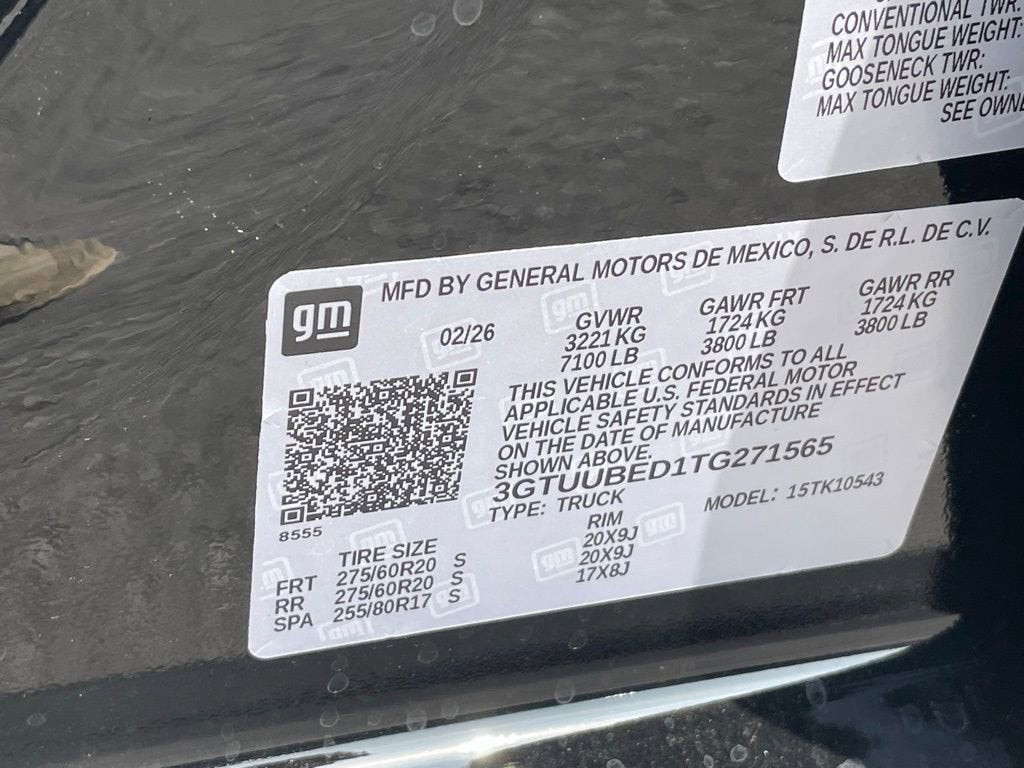 CONVENTIONAL TWR:
MAX TONGUE WEIGHT:
GOOSENECK TWR:
MAX TONGUE WEIGHT:
SEE OWNE
gm
MFD BY GENERAL MOTORS DE MEXICO, S. DE R.L. DE C.V.
02/26 GVWR GAWR FRT GAWR RR
3221 KG 1724 KG 1724 KG
7100 LB 3800 LB 3800 LB
THIS VEHICLE CONFORMS TO ALL
APPLICABLE U.S. FEDERAL MOTOR
VEHICLE SAFETY STANDARDS IN EFFECT
ON THE DATE OF MANUFACTURE
SHOWN ABOVE.
3GTUUBED1TG271565
TYPE: TRUCK MODEL: 15TK10543
8555
TIRE SIZE RIM
FRT 275/60R20 S 20X9J
RR 275/60R20 S 20X9J
SPA 255/80R17 S 17X8J